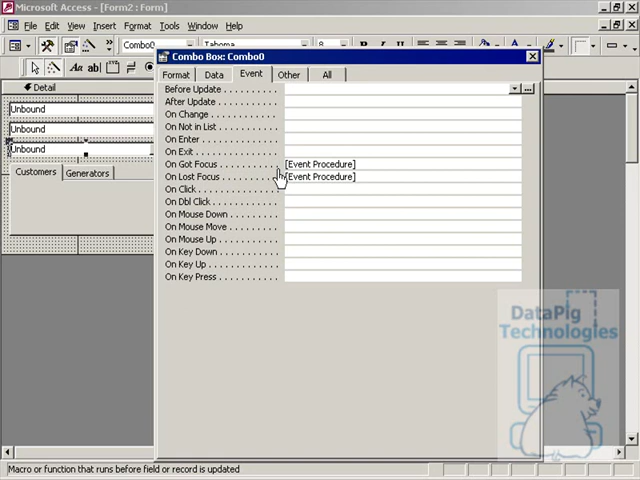 Microsoft Access - [Form2 : Form]
File Edit View Insert Format Tools Window Help
Combo0 Tahoma 8
Aa ab|
Detail
Unbound
Unbound
Unbound
Customers Generators
Combo Box: Combo0
Format Data Event Other All
Before Update . . . . . . . . . .
After Update . . . . . . . . . . .
On Change . . . . . . . . . . . .
On Not in List . . . . . . . . . .
On Enter . . . . . . . . . . . . .
On Exit . . . . . . . . . . . . . .
On Got Focus . . . . . . . . . . [Event Procedure]
On Lost Focus . . . . . . . . . [Event Procedure]
On Click . . . . . . . . . . . . . .
On Dbl Click . . . . . . . . . . . .
On Mouse Down . . . . . . . . .
On Mouse Move . . . . . . . . .
On Mouse Up . . . . . . . . . . .
On Key Down . . . . . . . . . . .
On Key Up . . . . . . . . . . . . .
On Key Press . . . . . . . . . . .
DataPig
Technologies
Macro or function that runs before field or record is updated